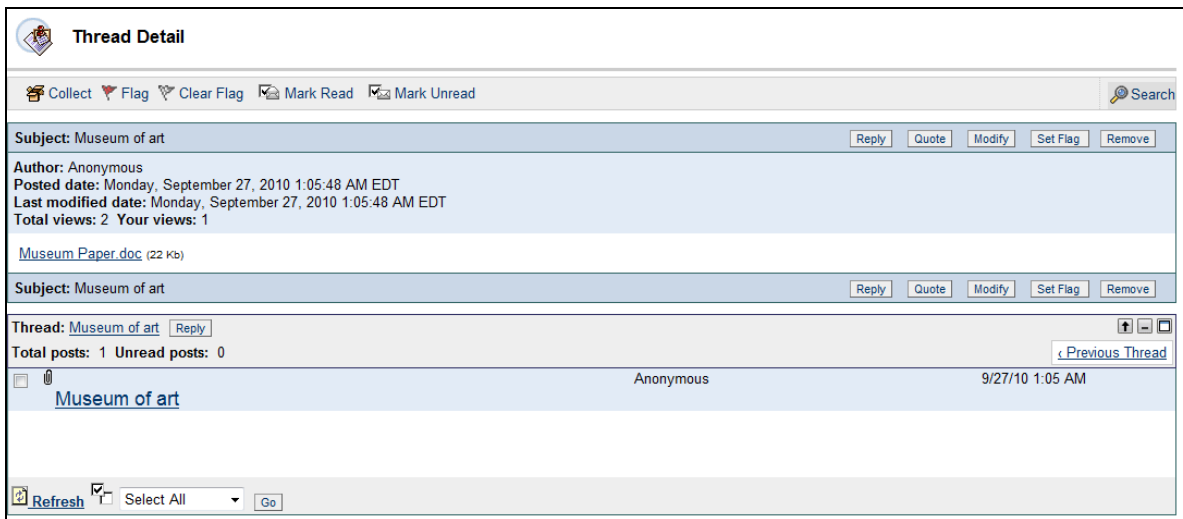 Thread Detail
Collect Flag Clear Flag Mark Read Mark Unread Search
Subject: Museum of art Reply Quote Modify Set Flag Remove
Author: Anonymous
Posted date: Monday, September 27, 2010 1:05:48 AM EDT
Last modified date: Monday, September 27, 2010 1:05:48 AM EDT
Total views: 2 Your views: 1
Museum Paper.doc (22 Kb)
Subject: Museum of art Reply Quote Modify Set Flag Remove
Thread: Museum of art Reply
Total posts: 1 Unread posts: 0 ‹ Previous Thread
Anonymous 9/27/10 1:05 AM
Museum of art
Refresh Select All Go